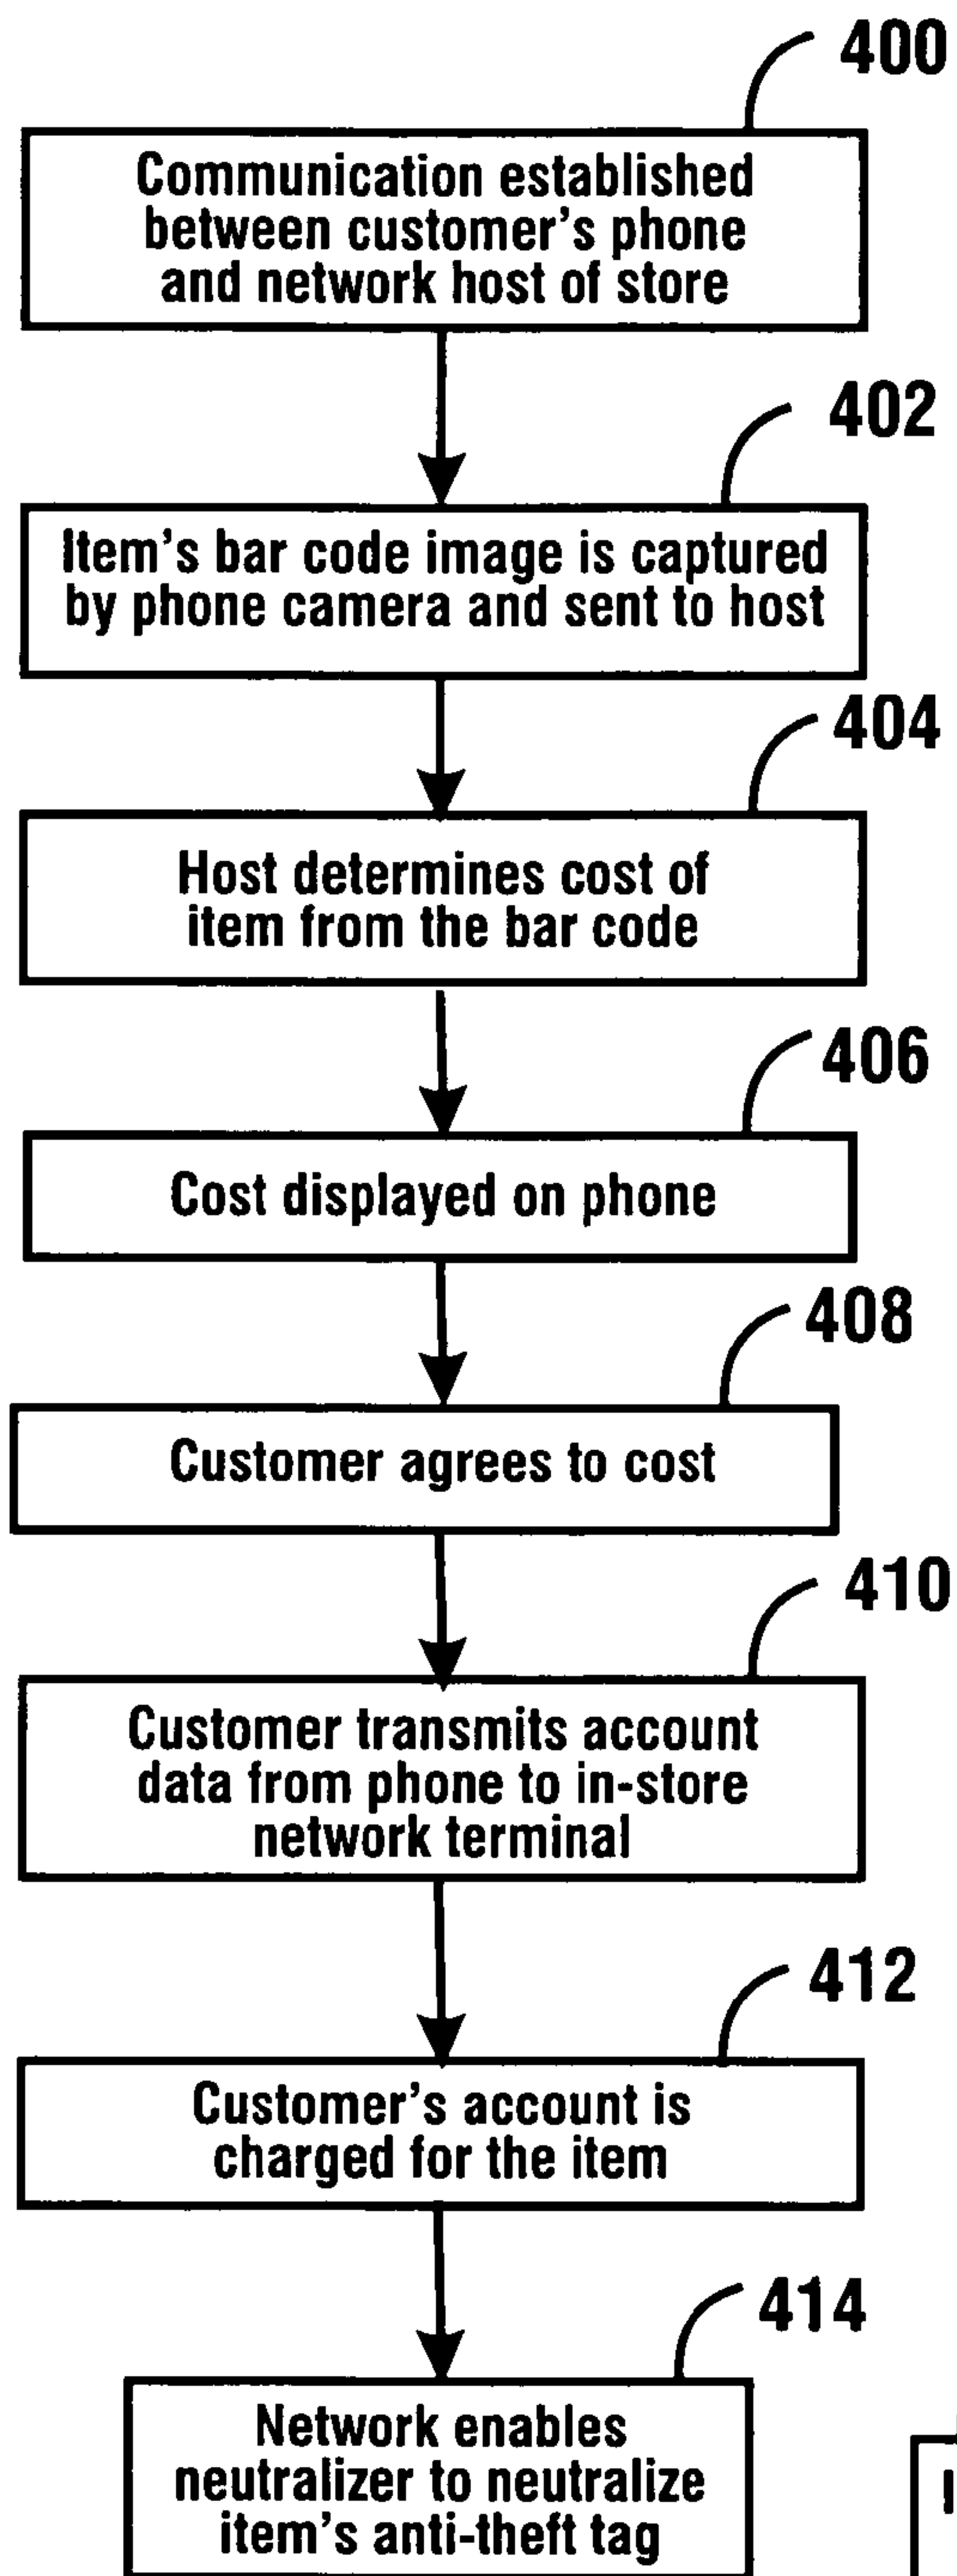 400
Communication established
between customer's phone
and network host of store
402
Item's bar code image is captured
by phone camera and sent to host
404
Host determines cost of
item from the bar code
406
Cost displayed on phone
408
Customer agrees to cost
410
Customer transmits account
data from phone to in-store
network terminal
412
Customer's account is
charged for the item
414
Network enables
neutralizer to neutralize
item's anti-theft tag